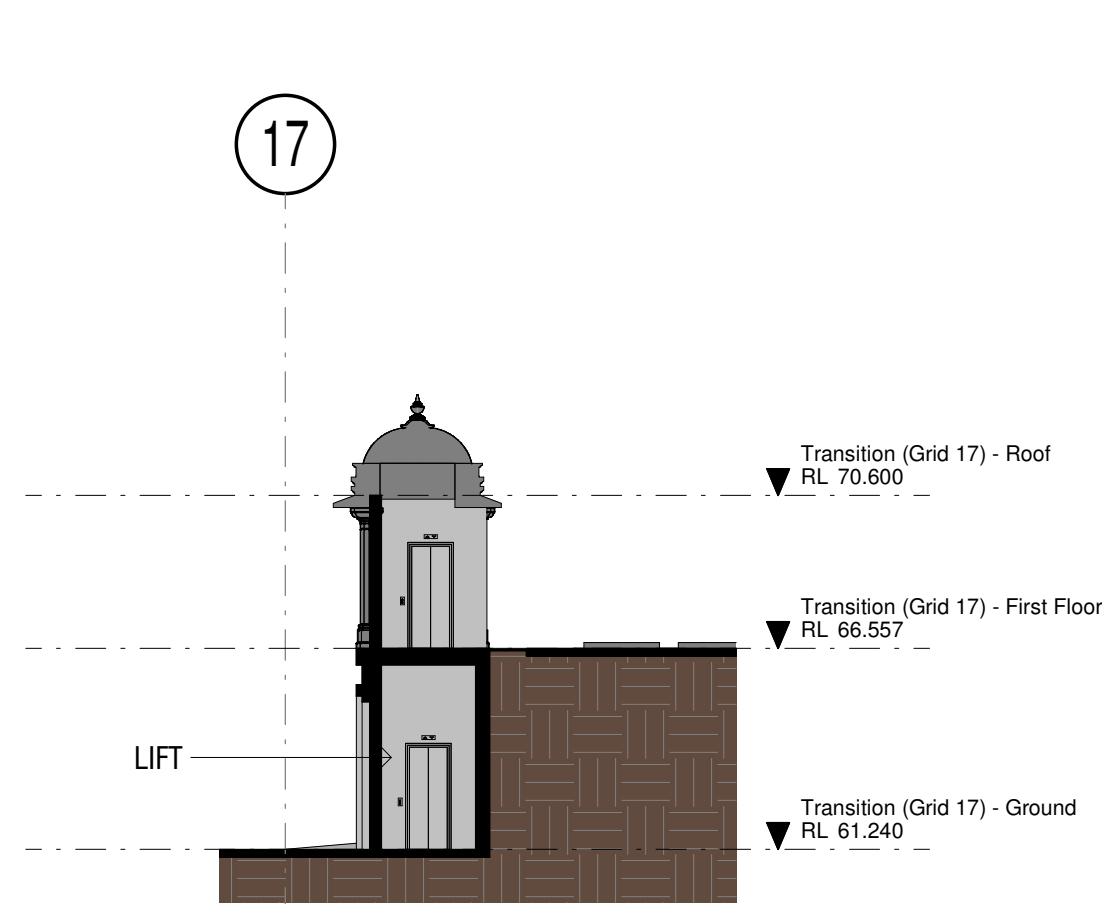 17
Transition (Grid 17) - Roof
RL 70.600
Transition (Grid 17) - First Floor
RL 66.557
LIFT
Transition (Grid 17) - Ground
RL 61.240